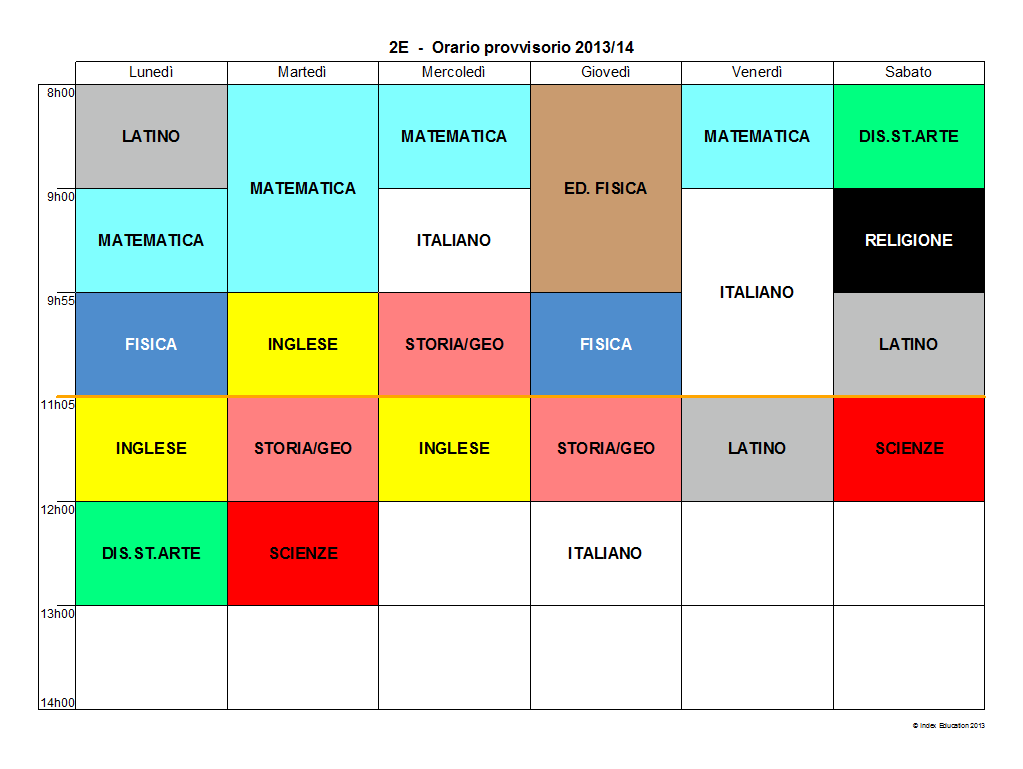 2E - Orario provvisorio 2013/14
Lunedì Martedì Mercoledì Giovedì Venerdì Sabato
8h00
LATINO MATEMATICA DIS.ST.ARTE
MATEMATICA ED. FISICA MATEMATICA
9h00
MATEMATICA ITALIANO RELIGIONE
ITALIANO
9h55
FISICA INGLESE STORIA/GEO FISICA LATINO
11h05
INGLESE STORIA/GEO INGLESE STORIA/GEO LATINO SCIENZE
12h00
DIS.ST.ARTE SCIENZE ITALIANO
13h00
14h00
© Index Education 2013